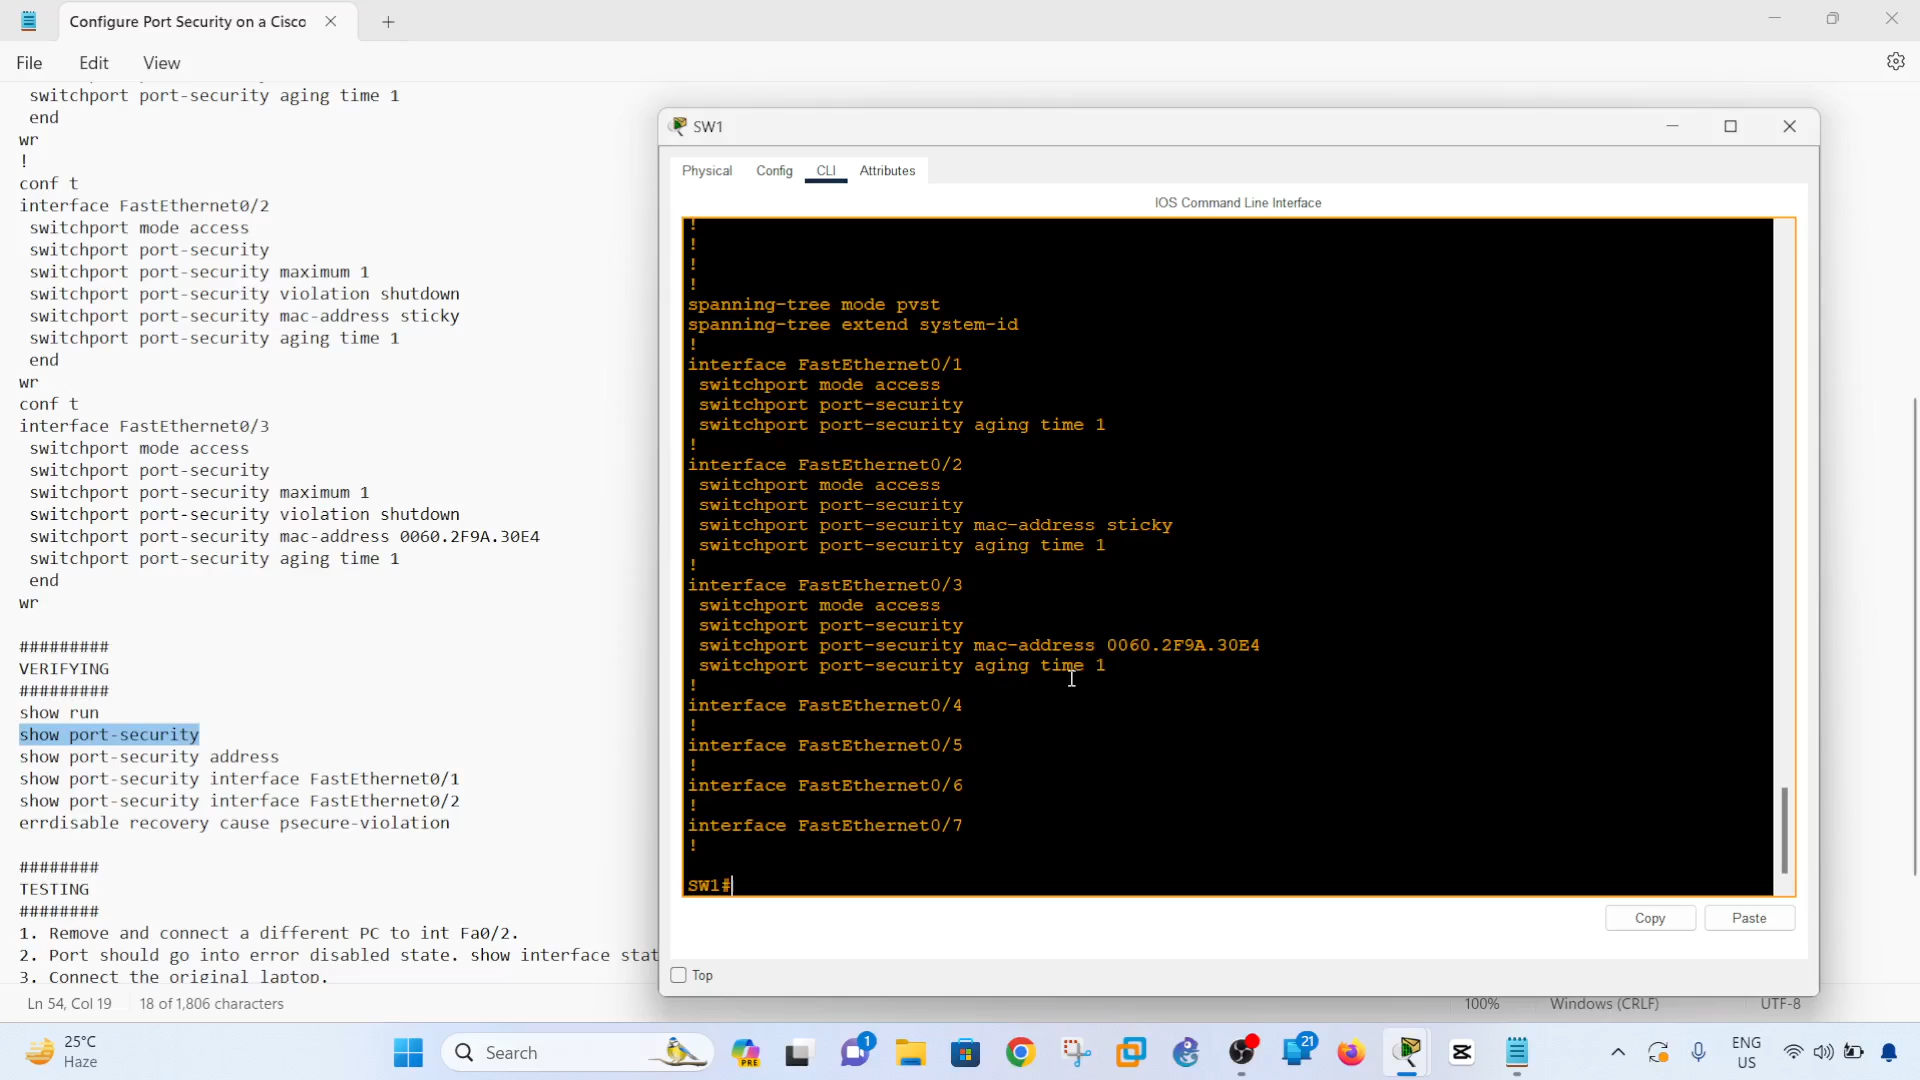 Configure Port Security on a Cisco
File
Edit
View
switchport port-security aging time 1
end
wr
!
conf t
interface FastEthernet0/2
switchport mode access
switchport port-security
switchport port-security maximum 1
switchport port-security violation shutdown
switchport port-security mac-address sticky
switchport port-security aging time 1
end
wr
conf t
interface FastEthernet0/3
switchport mode access
switchport port-security
switchport port-security maximum 1
switchport port-security violation shutdown
switchport port-security mac-address 0060.2F9A.30E4
switchport port-security aging time 1
end
wr
#########
VERIFYING
#########
show run
show port-security
show port-security address
show port-security interface FastEthernet0/1
show port-security interface FastEthernet0/2
errdisable recovery cause psecure-violation
########
TESTING
########
1. Remove and connect a different PC to int Fa0/2.
2. Port should go into error disabled state. show interface stat
3. Connect the original laptop.
Ln 54, Col 19
18 of 1,806 characters
100%
Windows (CRLF)
UTF-8
SW1
Physical
Config
CLI
Attributes
IOS Command Line Interface
!
!
!
!
spanning-tree mode pvst
spanning-tree extend system-id
!
interface FastEthernet0/1
switchport mode access
switchport port-security
switchport port-security aging time 1
!
interface FastEthernet0/2
switchport mode access
switchport port-security
switchport port-security mac-address sticky
switchport port-security aging time 1
!
interface FastEthernet0/3
switchport mode access
switchport port-security
switchport port-security mac-address 0060.2F9A.30E4
switchport port-security aging time 1
!
interface FastEthernet0/4
!
interface FastEthernet0/5
!
interface FastEthernet0/6
!
interface FastEthernet0/7
!
SW1#
Copy
Paste
Top
25°C
Haze
Search
PRE
1
21
ENG
US